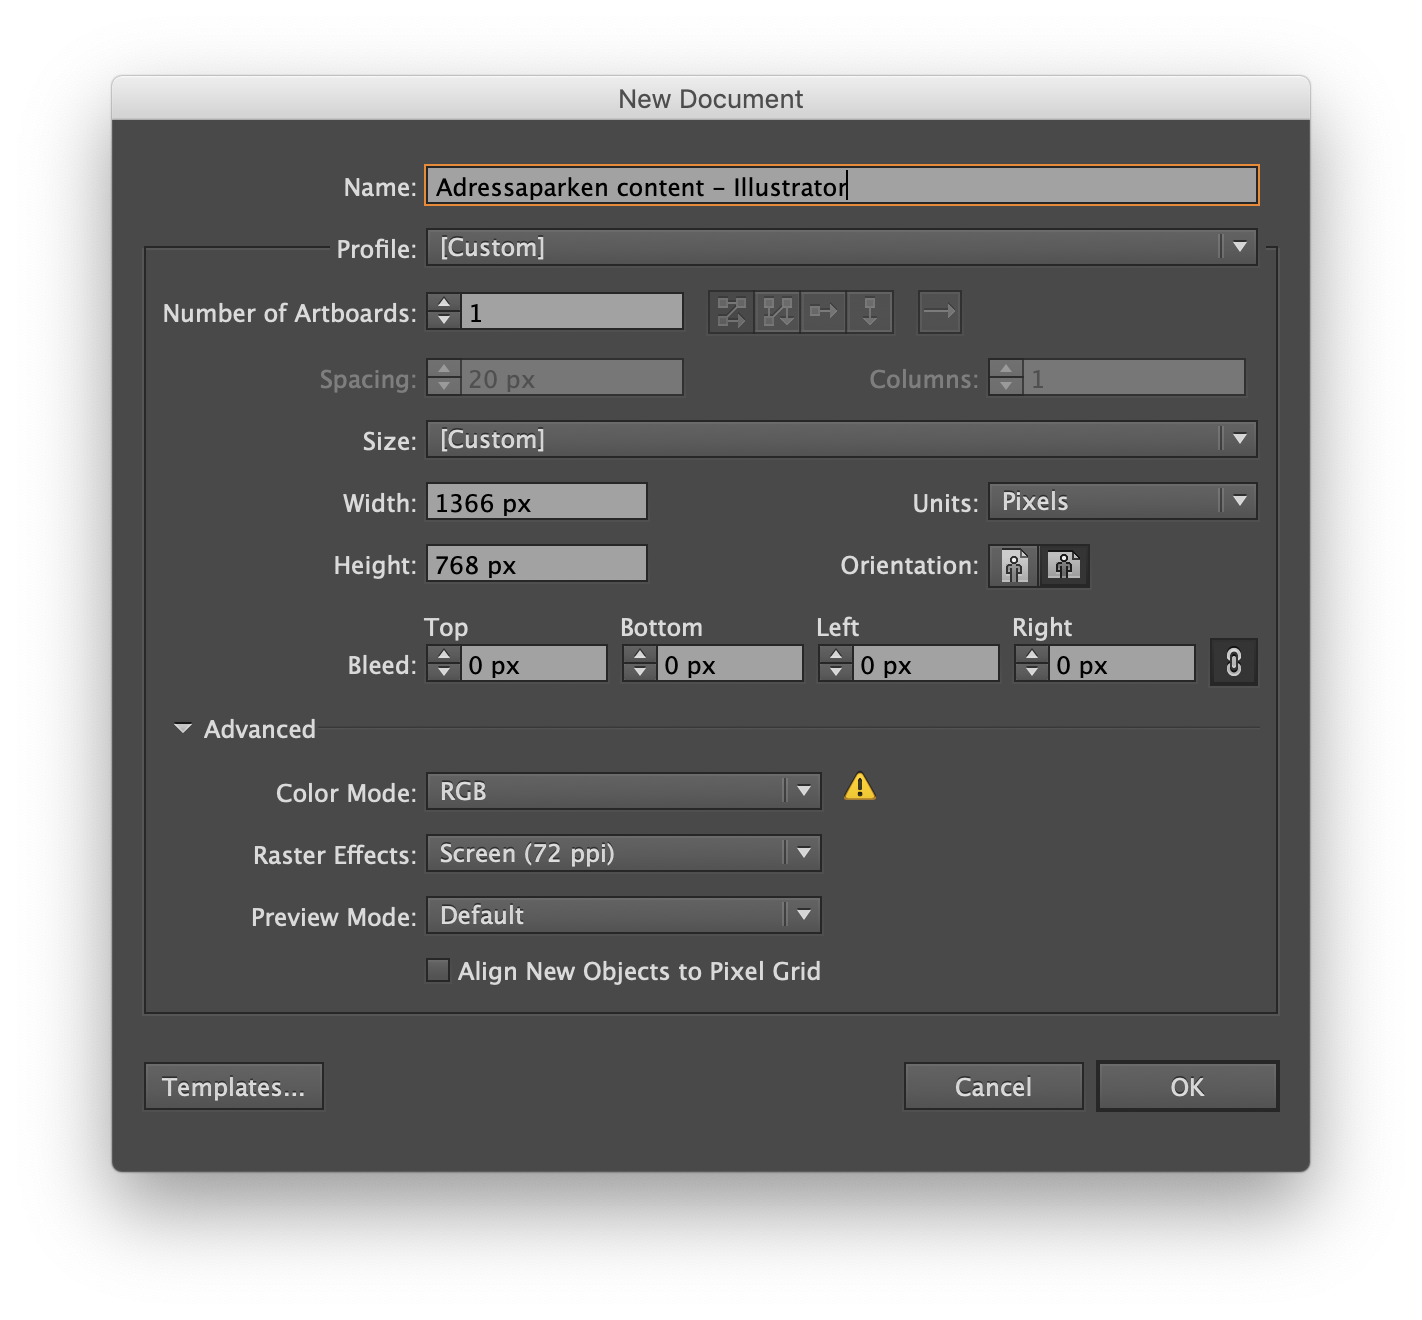 New Document
Name: Adressaparken content – Illustrator
Profile: [Custom]
Number of Artboards: 1
Spacing: 20 px Columns: 1
Size: [Custom]
Width: 1366 px Units: Pixels
Height: 768 px Orientation:
Top Bottom Left Right
Bleed: 0 px 0 px 0 px 0 px
Advanced
Color Mode: RGB
Raster Effects: Screen (72 ppi)
Preview Mode: Default
Align New Objects to Pixel Grid
Templates... Cancel OK